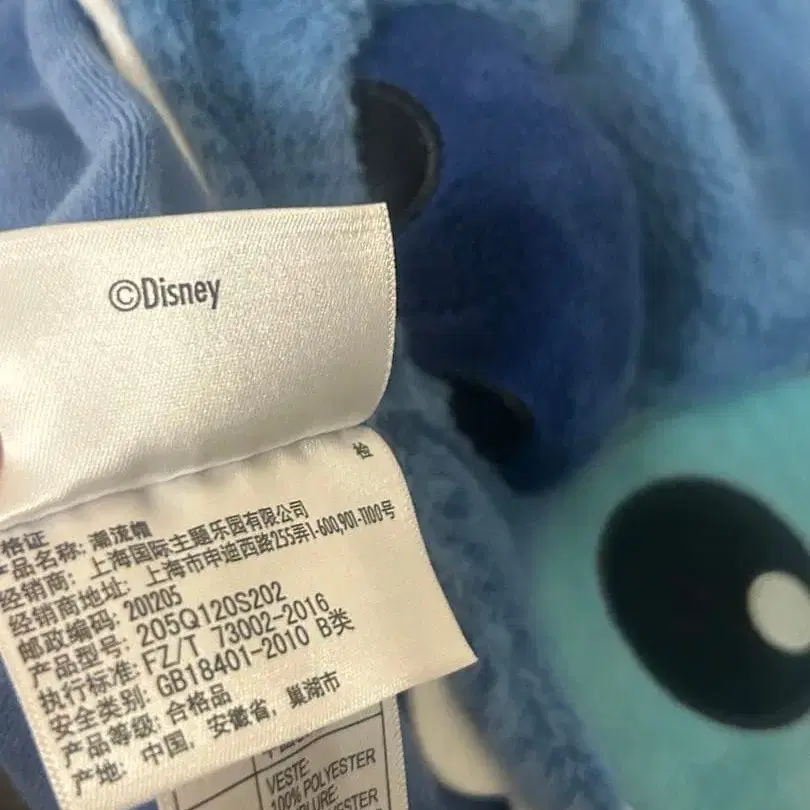 ©Disney
检
格证
产品名称: 潮流帽
经销商: 上海国际主题乐园有限公司
经销商地址: 上海市申迪西路255弄1-600,901-1100号
邮政编码: 201205
产品型号: 205Q120S202
执行标准: FZ/T 73002-2016
安全类别: GB18401-2010 B类
产品等级: 合格品
产地: 中国, 安徽省, 巢湖市
VESTE:
100% POLYESTER